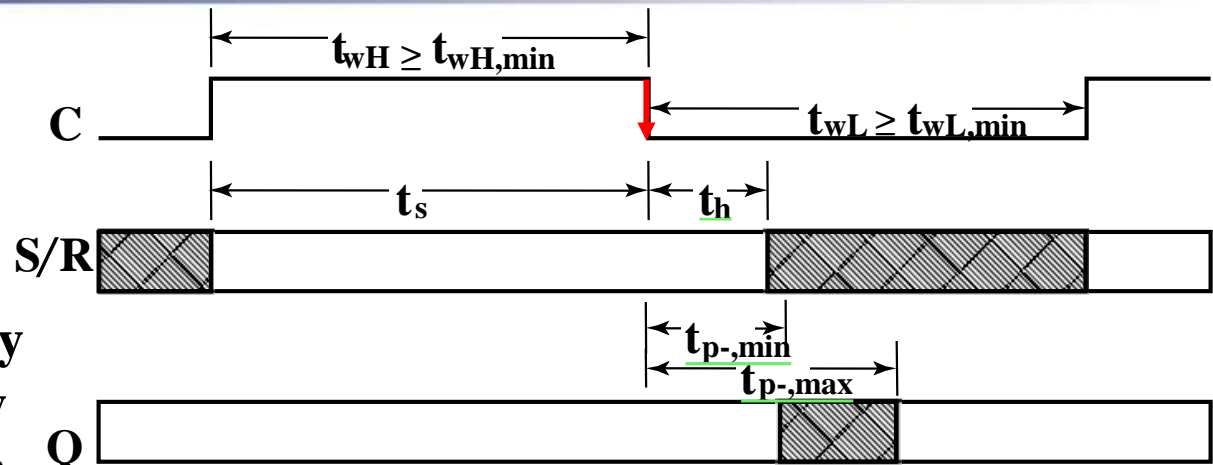 t_wH ≥ t_wH,min
C
t_wL ≥ t_wL,min
t_s t_h
S/R
t_p-,min
t_p-,max
Q